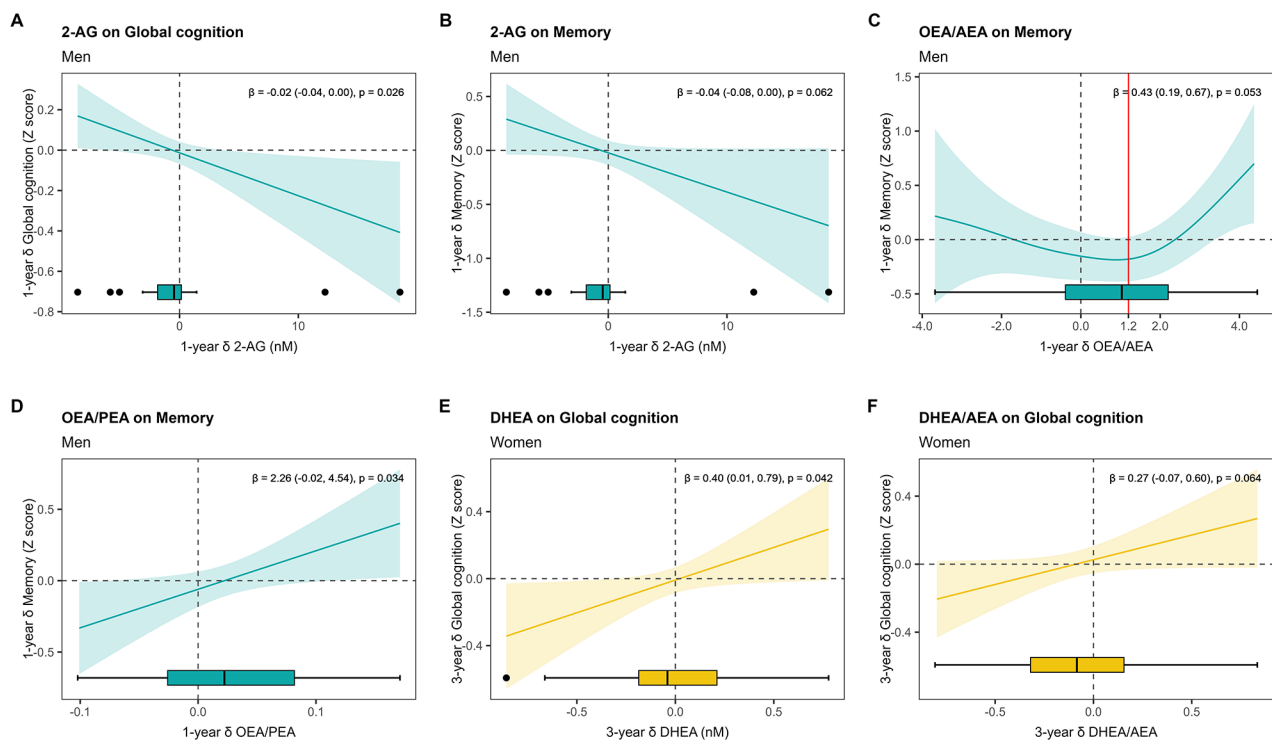 A
2-AG on Global cognition
Men
β = -0.02 (-0.04, 0.00), p = 0.026
1-year δ Global cognition (Z score)
0.2
0.0
-0.2
-0.4
-0.6
-0.8
0
10
1-year δ 2-AG (nM)
B
2-AG on Memory
Men
β = -0.04 (-0.08, 0.00), p = 0.062
1-year δ Memory (Z score)
0.5
0.0
-0.5
-1.0
-1.5
0
10
1-year δ 2-AG (nM)
C
OEA/AEA on Memory
Men
β = 0.43 (0.19, 0.67), p = 0.053
1-year δ Memory (Z score)
1.5
1.0
0.5
0.0
-0.5
-4.0
-2.0
0.0
1.2
2.0
4.0
1-year δ OEA/AEA
D
OEA/PEA on Memory
Men
β = 2.26 (-0.02, 4.54), p = 0.034
1-year δ Memory (Z score)
0.5
0.0
-0.5
-0.1
0.0
0.1
1-year δ OEA/PEA
E
DHEA on Global cognition
Women
β = 0.40 (0.01, 0.79), p = 0.042
3-year δ Global cognition (Z score)
0.4
0.0
-0.4
-0.5
0.0
0.5
3-year δ DHEA (nM)
F
DHEA/AEA on Global cognition
Women
β = 0.27 (-0.07, 0.60), p = 0.064
3-year δ Global cognition (Z score)
0.4
0.0
-0.4
-0.5
0.0
0.5
3-year δ DHEA/AEA